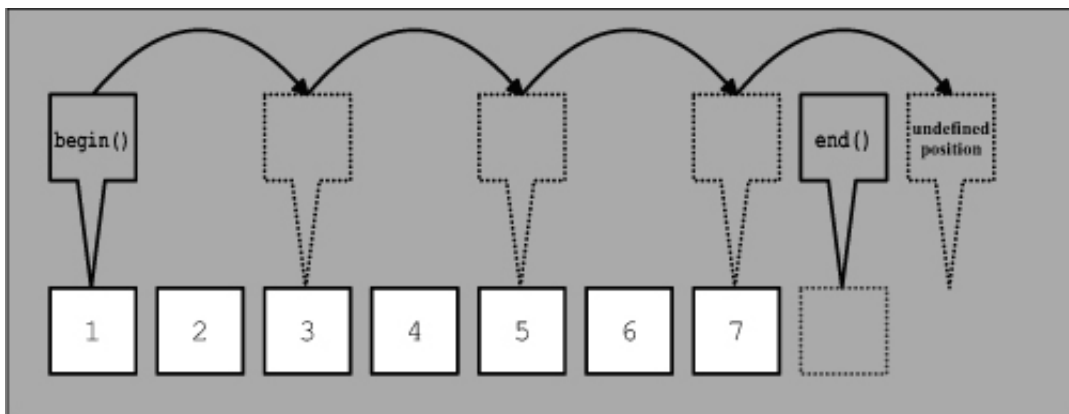 begin()
end()
undefined
position
1 2 3 4 5 6 7